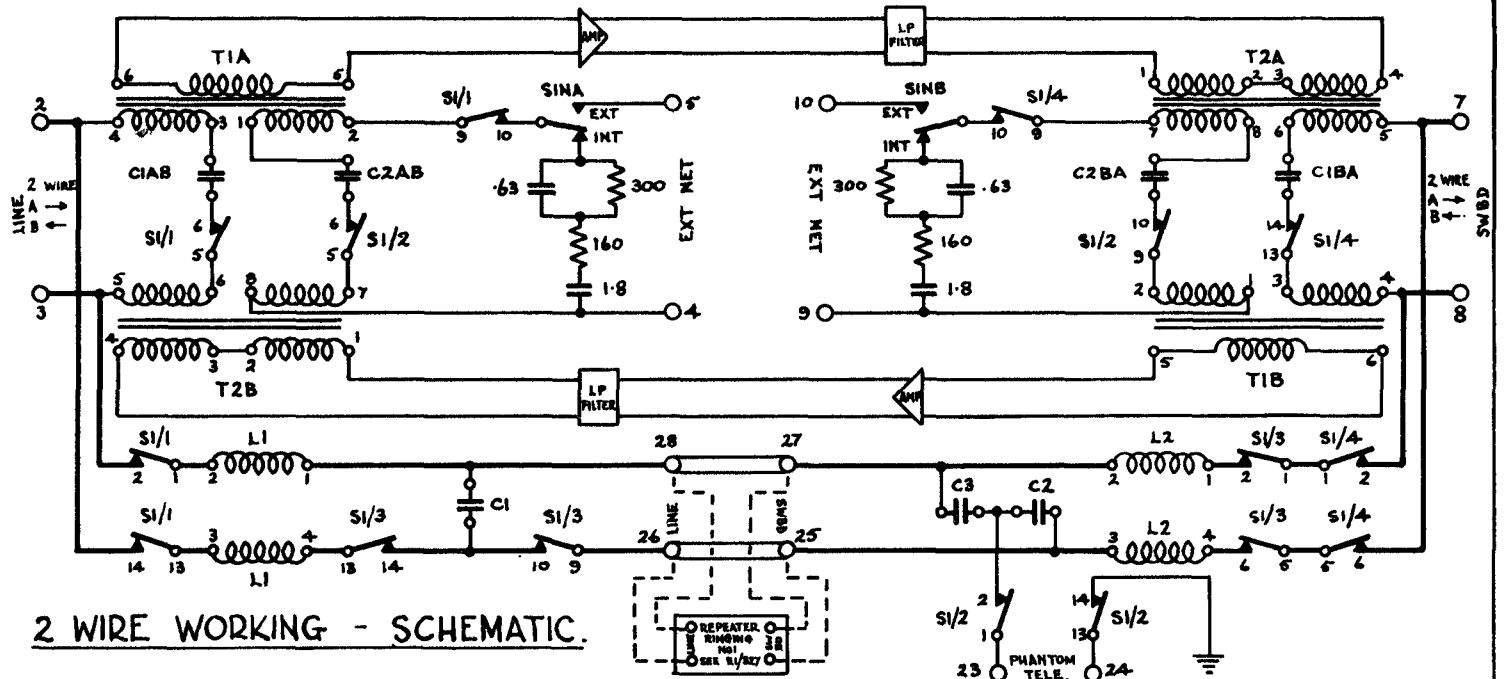 AMP
LP
FILTER
6 T1A 5
1 2 3 4
T2A
SINA
EXT
INT
5
10
SINB
EXT
INT
S1/1
9 10
S1/4
10 9
2
4 3 1 2
7 8 6 5
7
C1AB
C2AB
.63
300
EXT NET
300
.63
EXT NET
C2BA
C1BA
LINE
2 WIRE
A →
B ←
2 WIRE
A →
B ←
SWBD
6
5
S1/1
6
5
S1/2
160
1.8
160
1.8
S1/2
10
9
14
13
S1/4
5 6 8 7
2 1 3 4
3
4
9
8
4 3 2 1
T2B
5 6
T1B
LP
FILTER
AMP
S1/1
2 1
L1
2 1
28 27
L2
2 1
S1/3
2 1
S1/4
1 2
C1
LINE
SWBD
C3
C2
S1/1
14 13
L1
3 4
S1/3
13 14
S1/3
10 9
26 25
L2
3 4
S1/3
6 5
S1/4
5 6
2 WIRE WORKING - SCHEMATIC.
LINE
REPEATER
RINGING
NO1
SEE R1/527
SW
BD
S1/2
2
1
14
13
S1/2
23
PHANTOM
TELE.
24